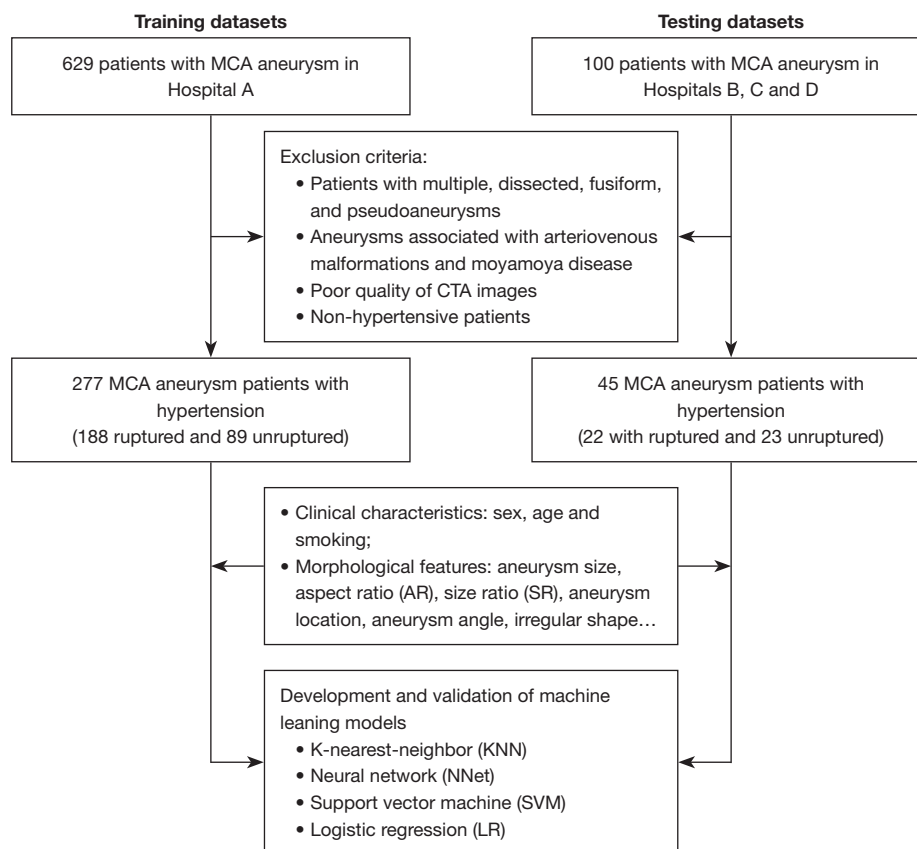 Training datasets
Testing datasets
629 patients with MCA aneurysm in
Hospital A
100 patients with MCA aneurysm in
Hospitals B, C and D
Exclusion criteria:
• Patients with multiple, dissected, fusiform,
and pseudoaneurysms
• Aneurysms associated with arteriovenous
malformations and moyamoya disease
• Poor quality of CTA images
• Non-hypertensive patients
277 MCA aneurysm patients with
hypertension
(188 ruptured and 89 unruptured)
45 MCA aneurysm patients with
hypertension
(22 with ruptured and 23 unruptured)
• Clinical characteristics: sex, age and
smoking;
• Morphological features: aneurysm size,
aspect ratio (AR), size ratio (SR), aneurysm
location, aneurysm angle, irregular shape…
Development and validation of machine
leaning models
• K-nearest-neighbor (KNN)
• Neural network (NNet)
• Support vector machine (SVM)
• Logistic regression (LR)